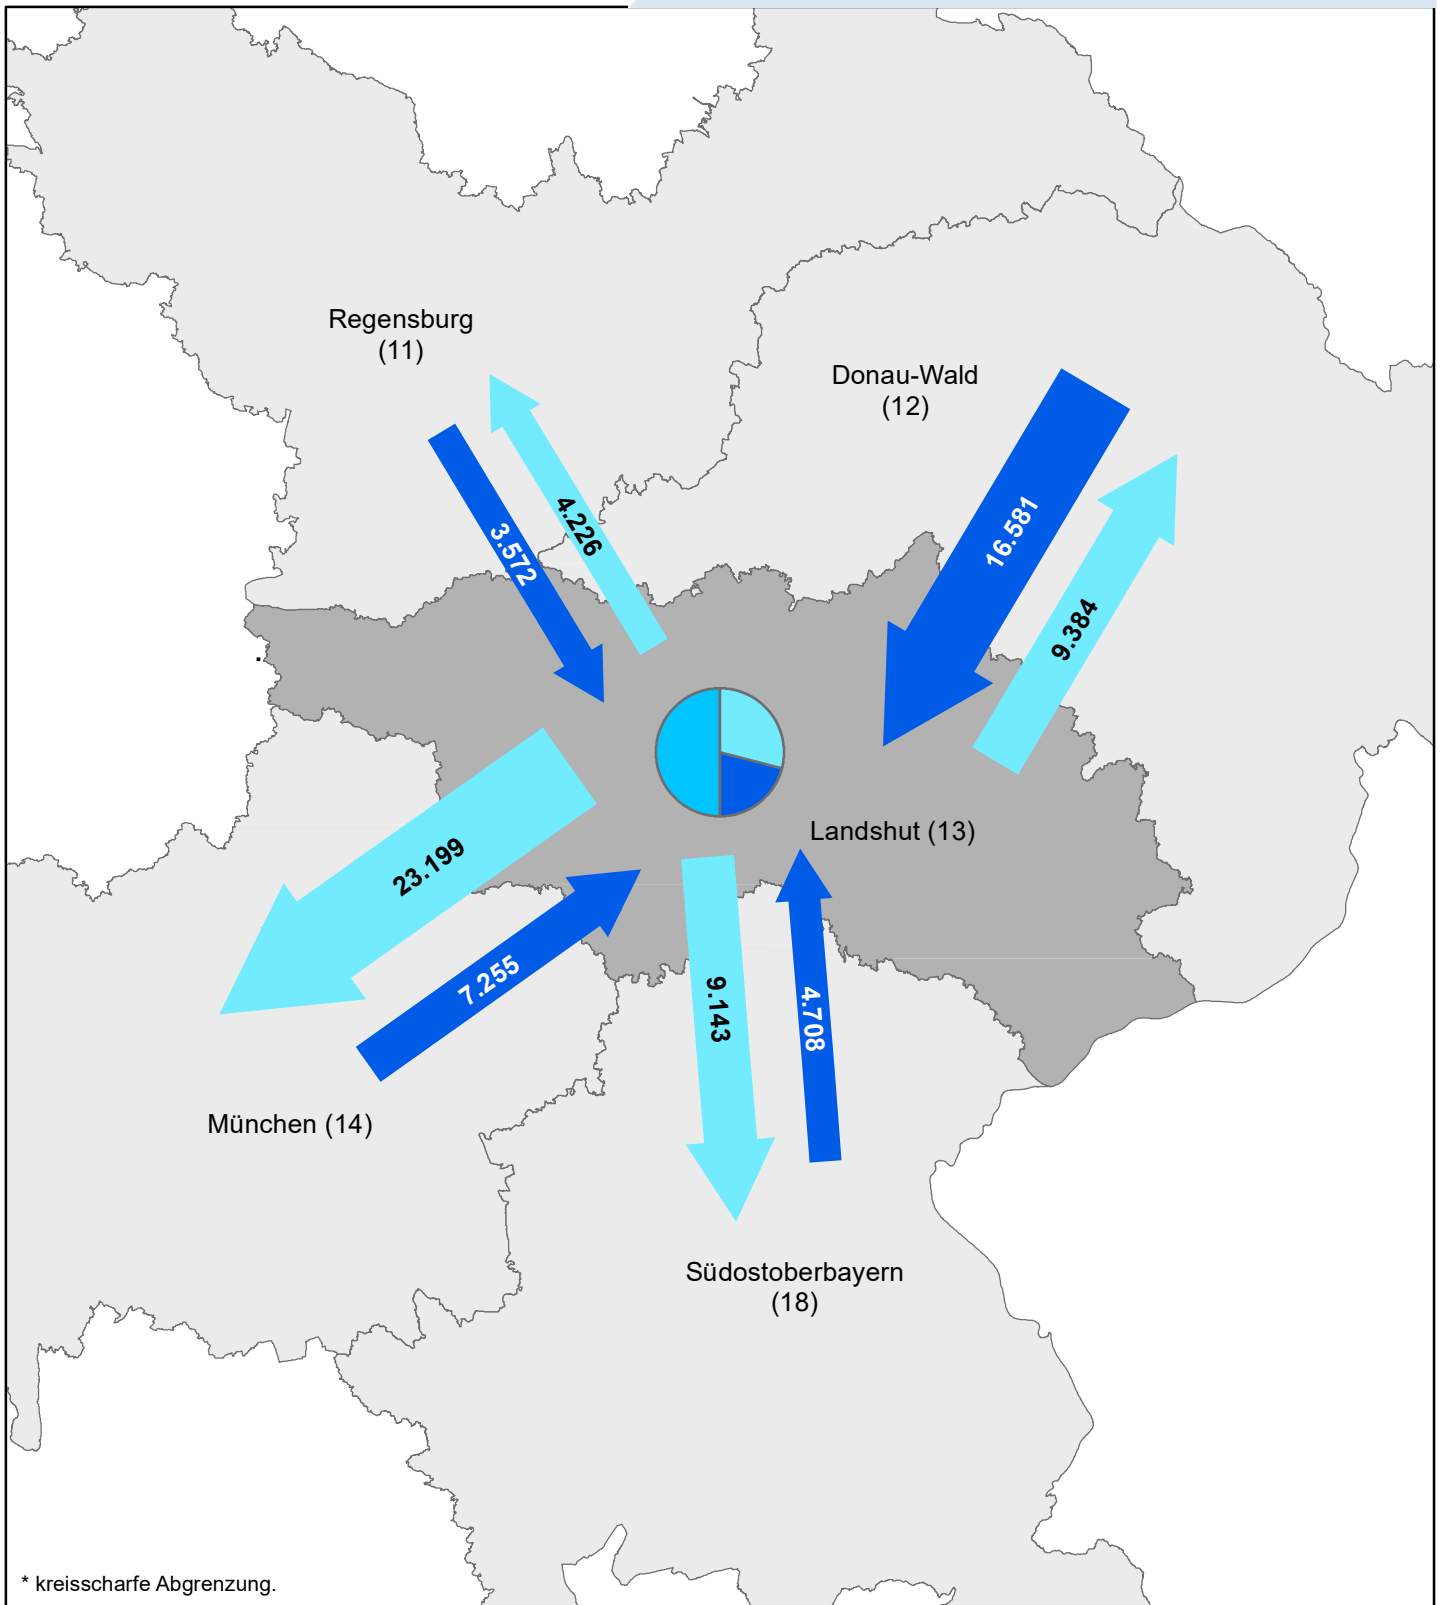 Regensburg
(11)
Donau-Wald
(12)
4.226
3.572
16.581
9.384
Landshut (13)
23.199
7.255
9.143
4.708
München (14)
Südostoberbayern
(18)
* kreisscharfe Abgrenzung.